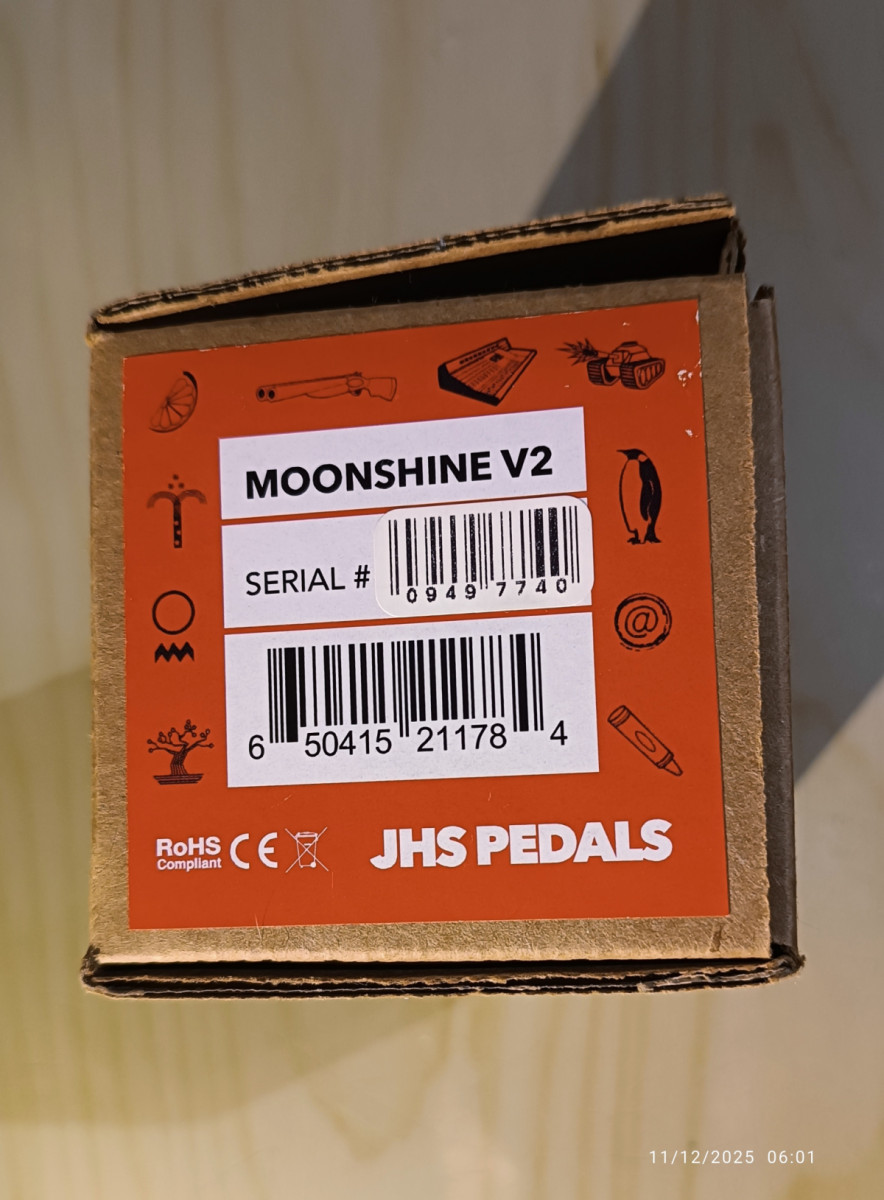 MOONSHINE V2
SERIAL #
0949 7740
6 50415 21178 4
@
RoHS
Compliant
CE
JHS PEDALS
11/12/2025 06:01